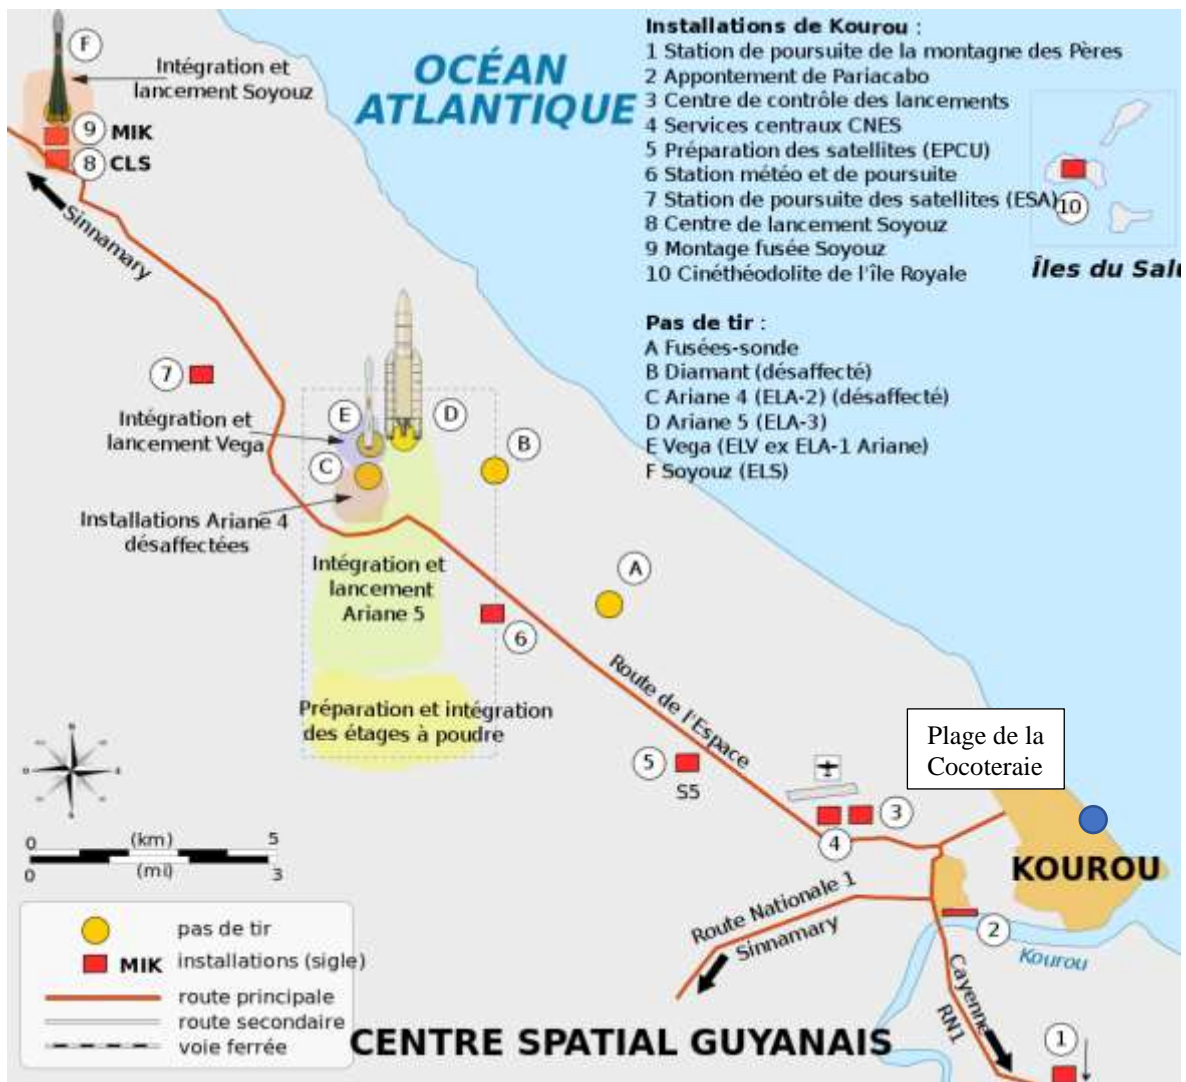 F
Intégration et
lancement Soyouz
9 MIK
8 CLS
Sinnamary
OCÉAN
ATLANTIQUE
Installations de Kourou :
1 Station de poursuite de la montagne des Pères
2 Appontement de Pariacabo
3 Centre de contrôle des lancements
4 Services centraux CNES
5 Préparation des satellites (EPCU)
6 Station météo et de poursuite
7 Station de poursuite des satellites (ESA)
8 Centre de lancement Soyouz
9 Montage fusée Soyouz
10 Cinéthéodolite de l'île Royale
10
Îles du Salu
Pas de tir :
A Fusées-sonde
B Diamant (désaffecté)
C Ariane 4 (ELA-2) (désaffecté)
D Ariane 5 (ELA-3)
E Vega (ELV ex ELA-1 Ariane)
F Soyouz (ELS)
7
Intégration et
lancement Vega
E
D
B
C
Installations Ariane 4
désaffectées
Intégration et
lancement
Ariane 5
A
6
Préparation et intégration
des étages à poudre
Route de l'Espace
5
S5
3
4
Plage de la
Cocoteraie
KOUROU
Route Nationale 1
Sinnamary
2
Kourou
Cayenne
RN1
1
0 (km) 5
0 (mi) 3
pas de tir
MIK installations (sigle)
route principale
route secondaire
voie ferrée
CENTRE SPATIAL GUYANAIS